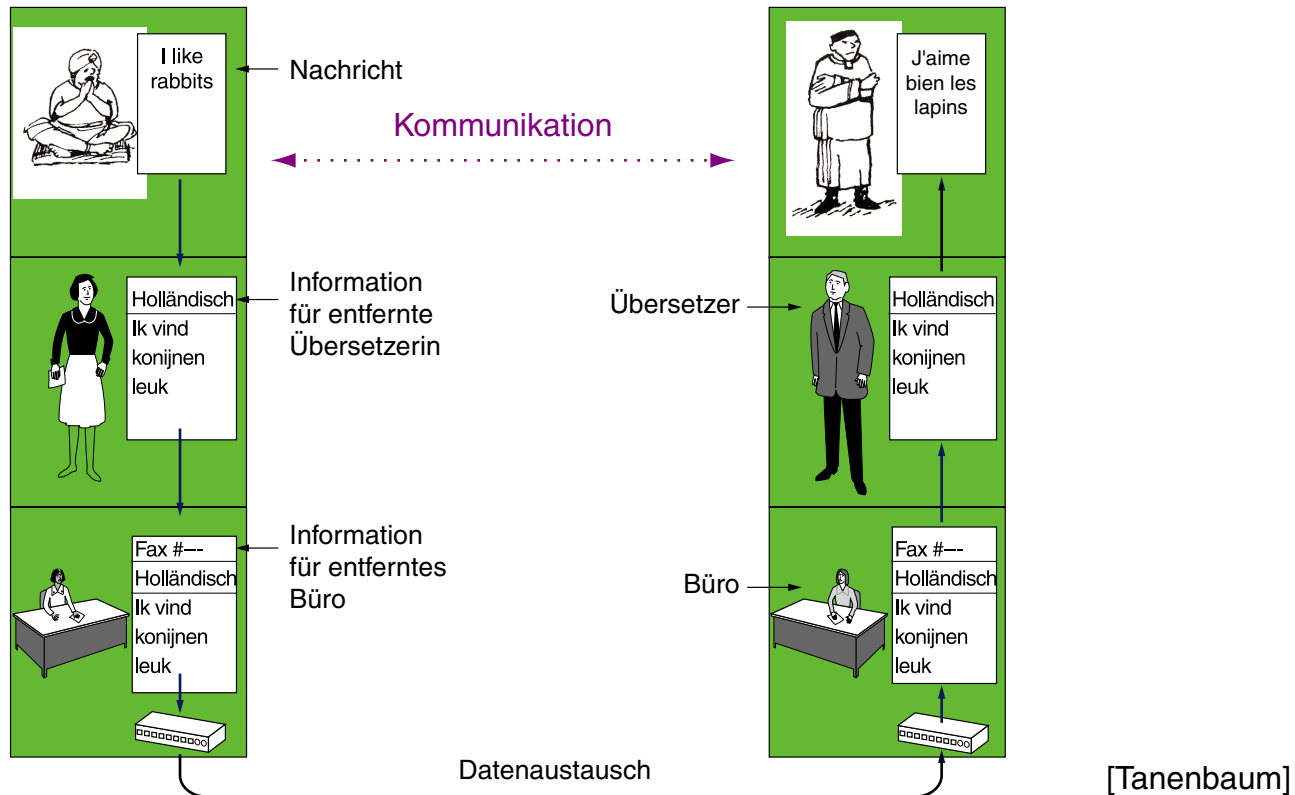 I like
rabbits
Nachricht
Kommunikation
J'aime
bien les
lapins
Holländisch
Ik vind
konijnen
leuk
Information
für entfernte
Übersetzerin
Übersetzer
Holländisch
Ik vind
konijnen
leuk
Fax #---
Holländisch
Ik vind
konijnen
leuk
Information
für entferntes
Büro
Büro
Fax #---
Holländisch
Ik vind
konijnen
leuk
Datenaustausch
[Tanenbaum]